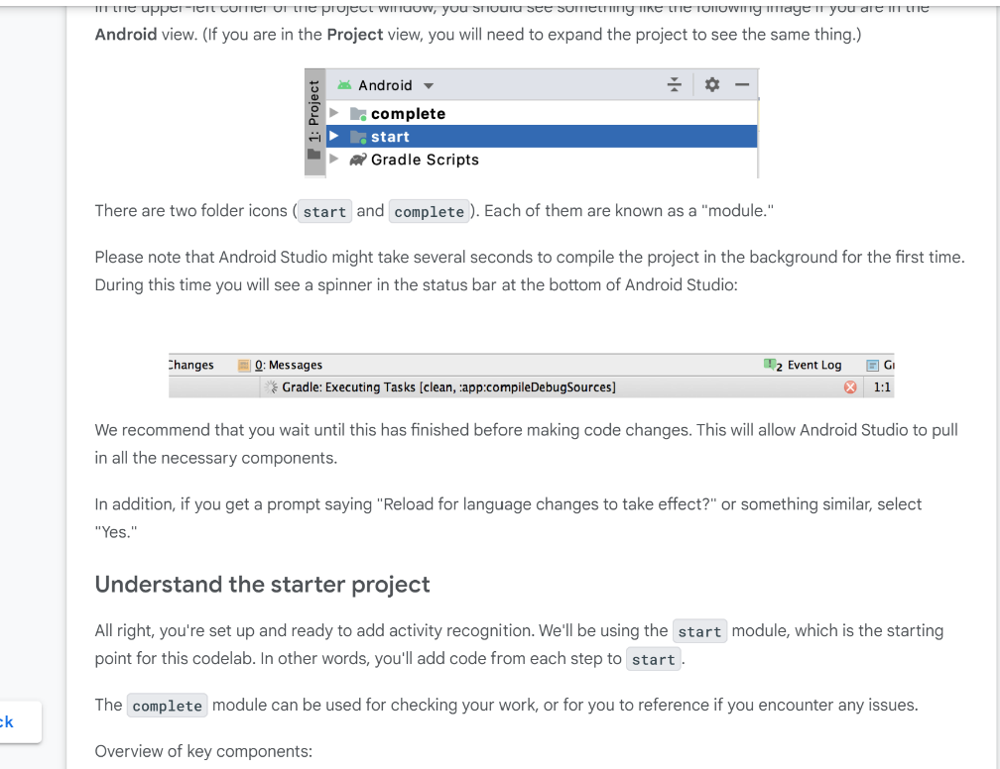 In the upper-left corner of the project window, you should see something like the following image if you are in the
Android view. (If you are in the Project view, you will need to expand the project to see the same thing.)
1: Project
Android
complete
start
Gradle Scripts
There are two folder icons ( start and complete ). Each of them are known as a "module."
Please note that Android Studio might take several seconds to compile the project in the background for the first time.
During this time you will see a spinner in the status bar at the bottom of Android Studio:
Changes 0: Messages 2 Event Log Gr
Gradle: Executing Tasks [clean, :app:compileDebugSources] 1:1
We recommend that you wait until this has finished before making code changes. This will allow Android Studio to pull
in all the necessary components.
In addition, if you get a prompt saying "Reload for language changes to take effect?" or something similar, select
"Yes."
Understand the starter project
All right, you're set up and ready to add activity recognition. We'll be using the start module, which is the starting
point for this codelab. In other words, you'll add code from each step to start .
The complete module can be used for checking your work, or for you to reference if you encounter any issues.
ck
Overview of key components: